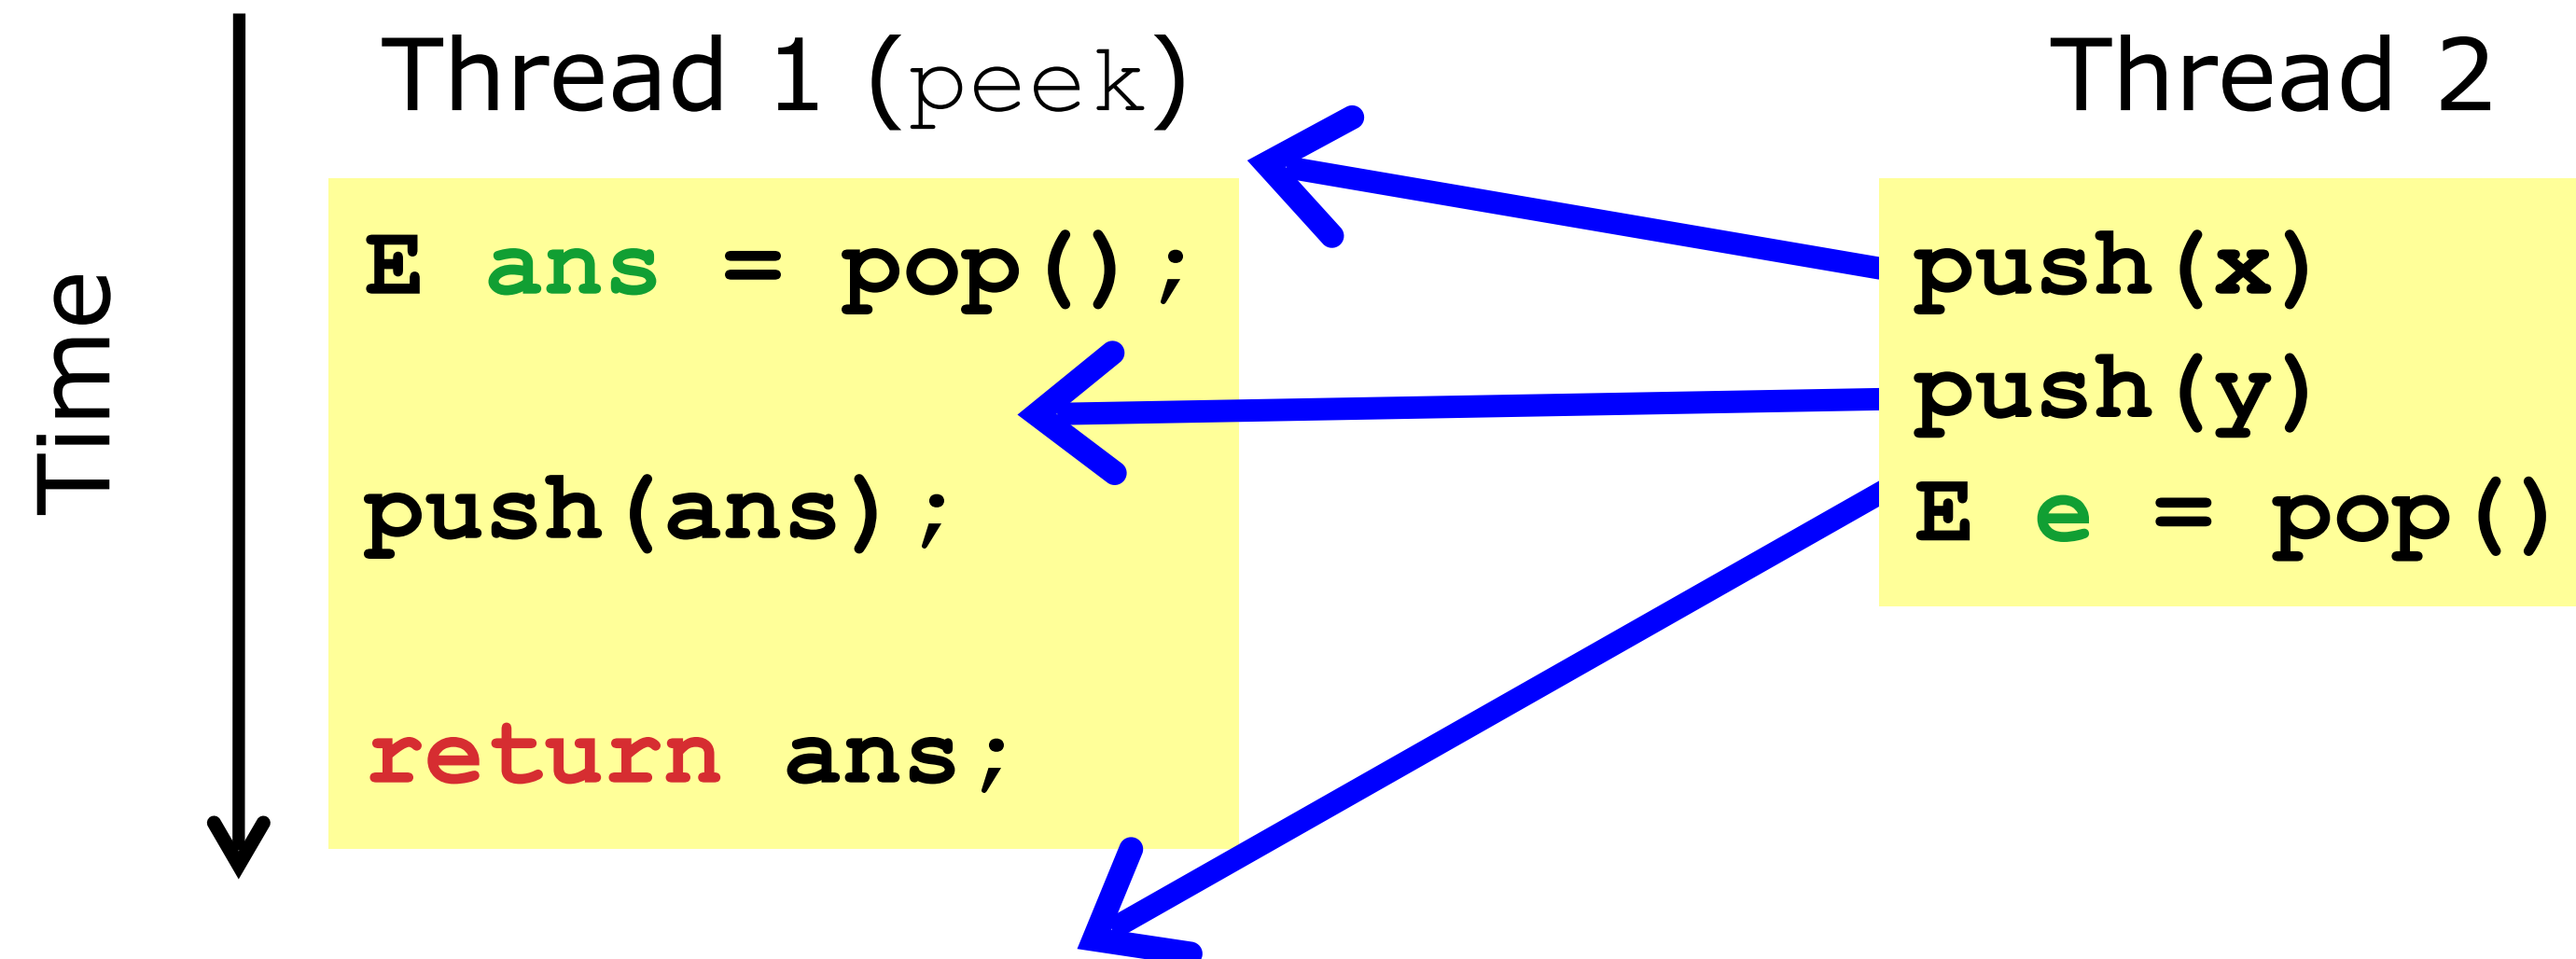 Time
Thread 1 (peek)
E ans = pop();
push(ans);
return ans;
Thread 2
push(x)
push(y)
E e = pop()